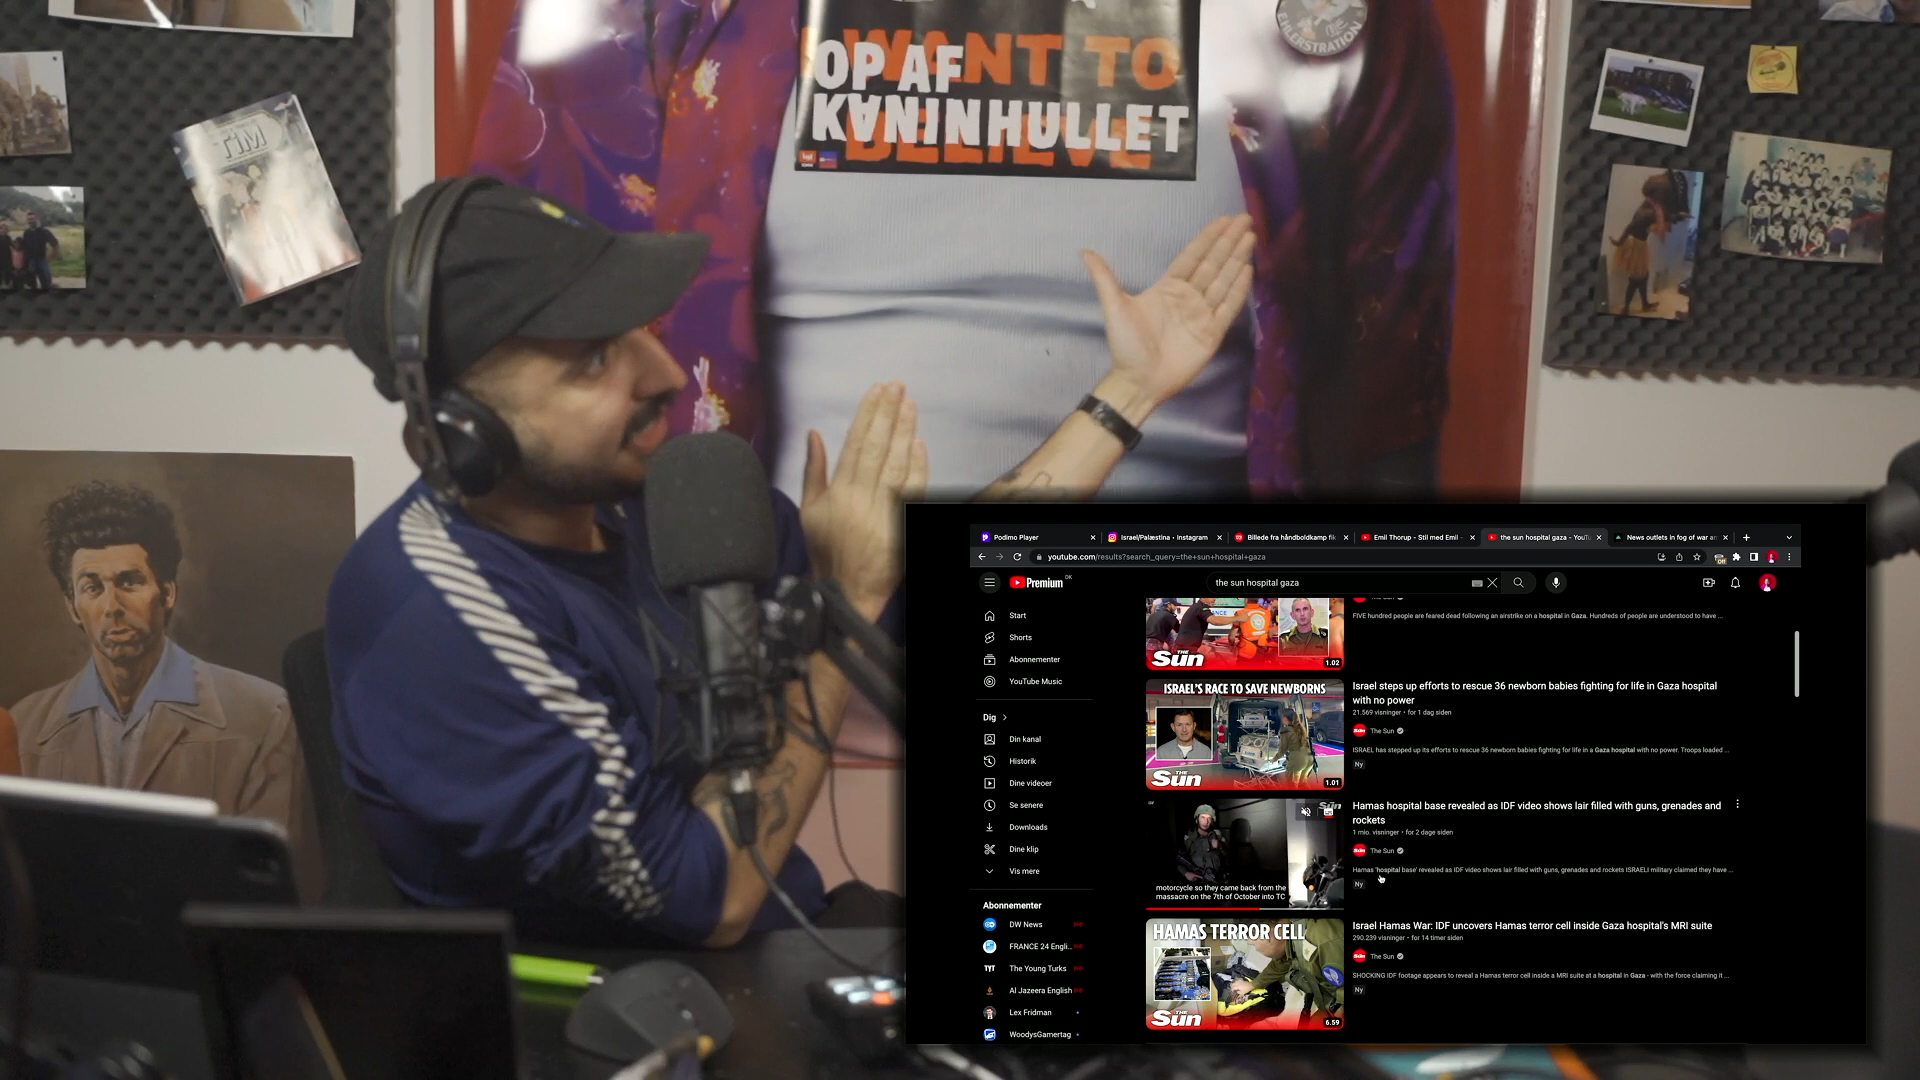 TiM
WANT TO
BELIEVE
OP AF
KANINHULLET
Podimo Player
Israel/Palæstina • Instagram
Billede fra håndboldkamp fik
Emil Thorup - Stil med Emil -
the sun hospital gaza - YouTu
News outlets in fog of war an
youtube.com/results?search_query=the+sun+hospital+gaza
Premium
DK
the sun hospital gaza
Start
Shorts
Abonnementer
YouTube Music
Dig
Din kanal
Historik
Dine videoer
Se senere
Downloads
Dine klip
Vis mere
Abonnementer
DW News
FRANCE 24 Engli...
The Young Turks
Al Jazeera English
Lex Fridman
WoodysGamertag
THE Sun
1.02
FIVE hundred people are feared dead following an airstrike on a hospital in Gaza. Hundreds of people are understood to have ...
ISRAEL'S RACE TO SAVE NEWBORNS
THE Sun
1.01
Israel steps up efforts to rescue 36 newborn babies fighting for life in Gaza hospital
with no power
21.569 visninger • for 1 dag siden
The Sun
ISRAEL has stepped up its efforts to rescue 36 newborn babies fighting for life in a Gaza hospital with no power. Troops loaded ...
Ny
motorcycle so they came back from the
massacre on the 7th of October into TC
Hamas hospital base revealed as IDF video shows lair filled with guns, grenades and
rockets
1 mio. visninger • for 2 dage siden
The Sun
Hamas 'hospital base' revealed as IDF video shows lair filled with guns, grenades and rockets ISRAELI military claimed they have ...
Ny
HAMAS TERROR CELL
THE Sun
6.59
Israel Hamas War: IDF uncovers Hamas terror cell inside Gaza hospital's MRI suite
290.239 visninger • for 14 timer siden
The Sun
SHOCKING IDF footage appears to reveal a Hamas terror cell inside a MRI suite at a hospital in Gaza - with the force claiming it ...
Ny